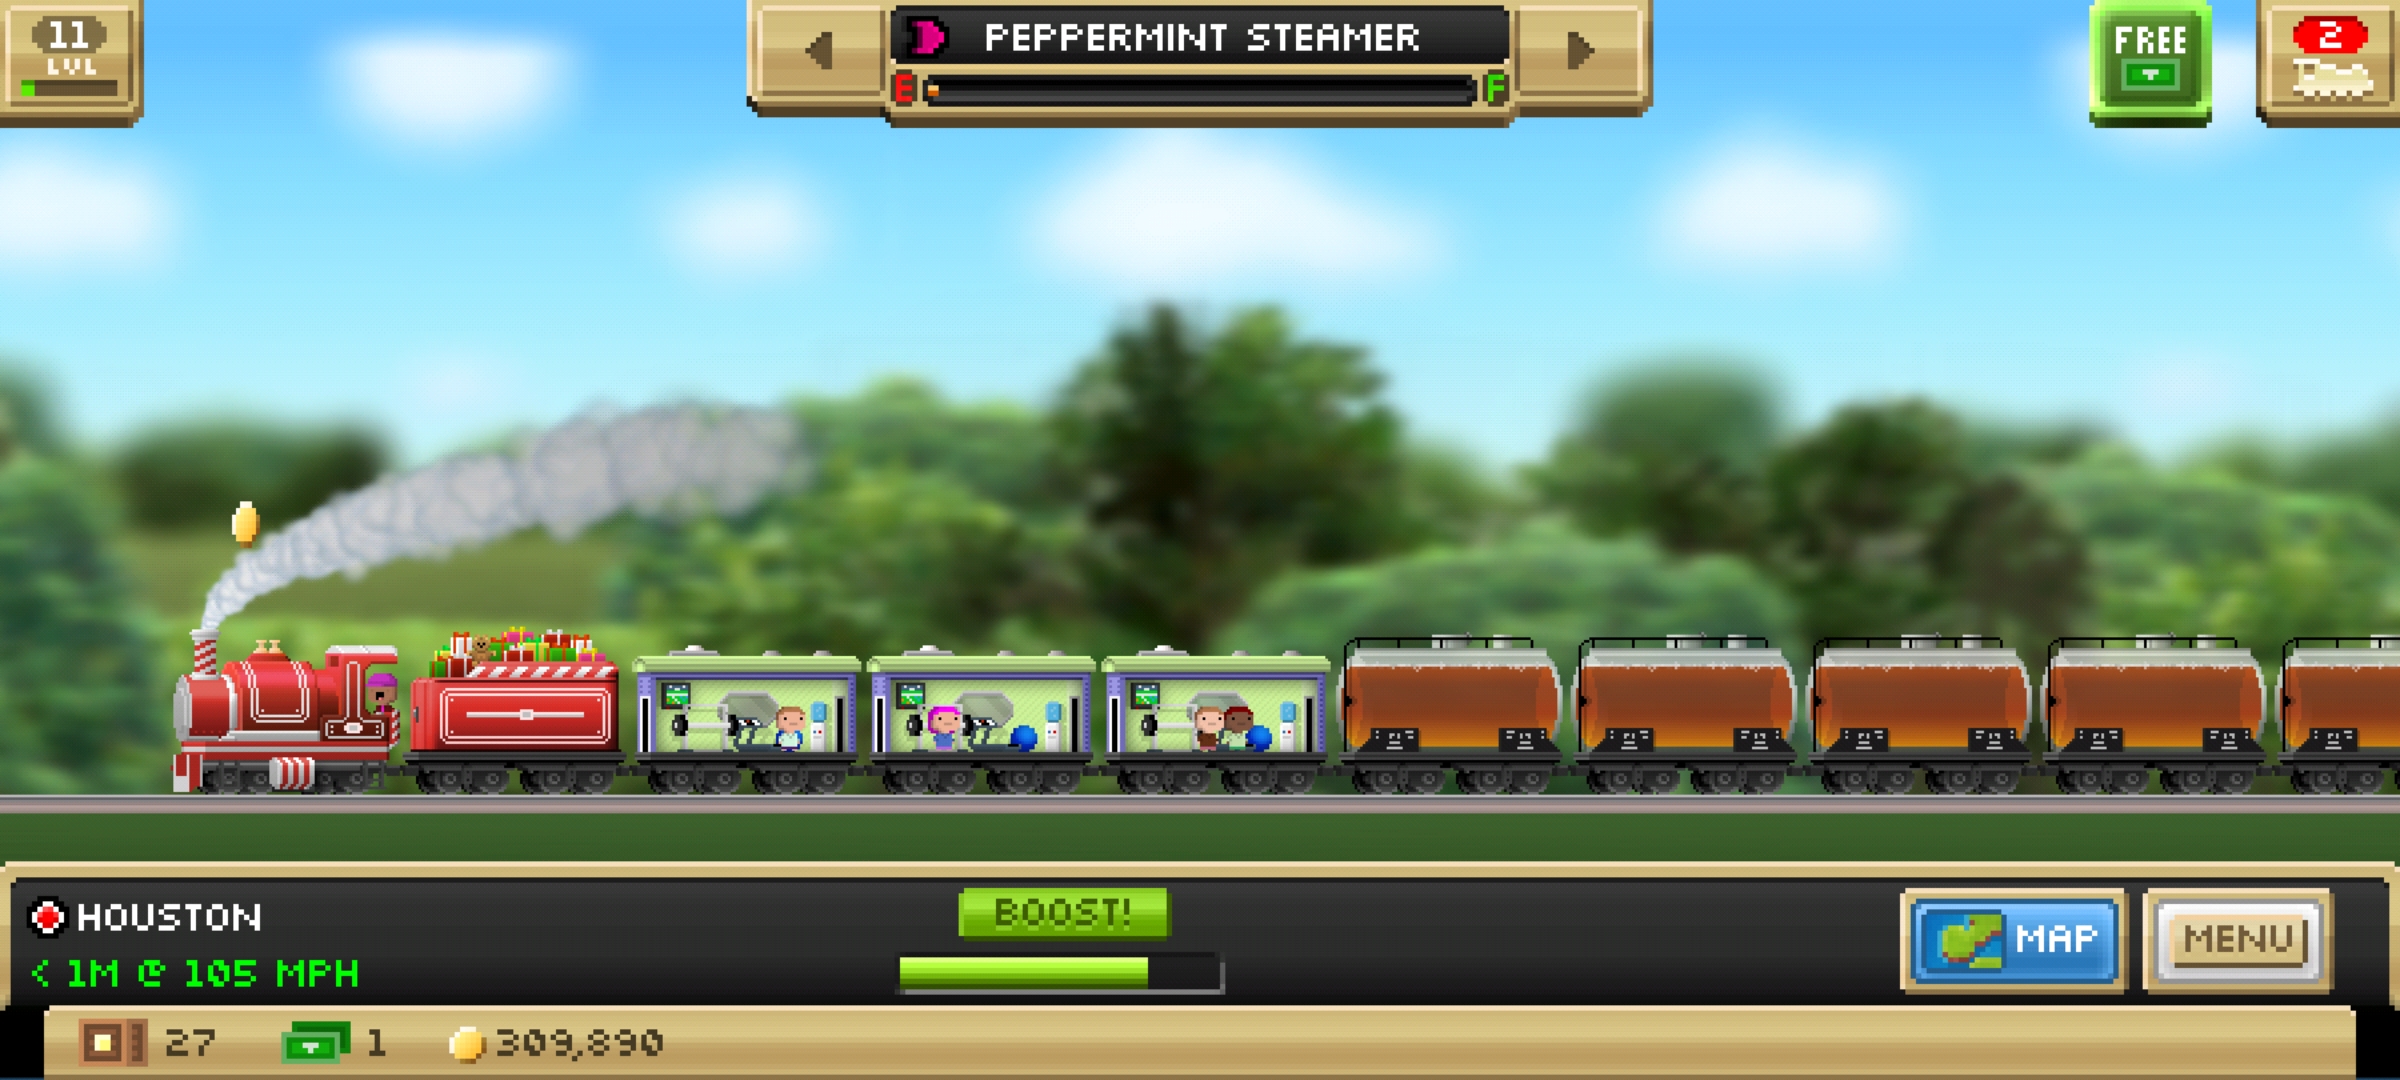 11
LVL
PEPPERMINT STEAMER
E F
FREE
2
HOUSTON
< 1M @ 105 MPH
BOOST!
MAP
MENU
27
1
309,890